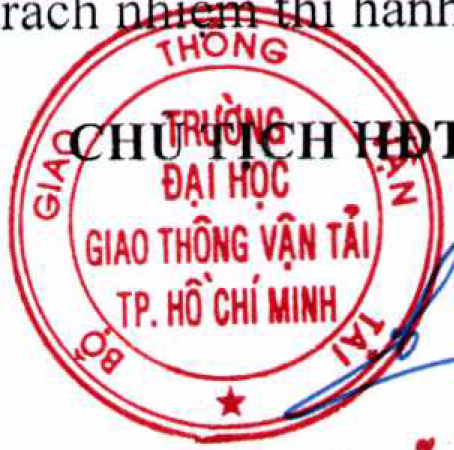 rách nhiệm thi hành
CHỦ TỊCH HĐT
BỘ GIAO THÔNG VẬN TẢI
TRƯỜNG
ĐẠI HỌC
GIAO THÔNG VẬN TẢI
TP. HỒ CHÍ MINH